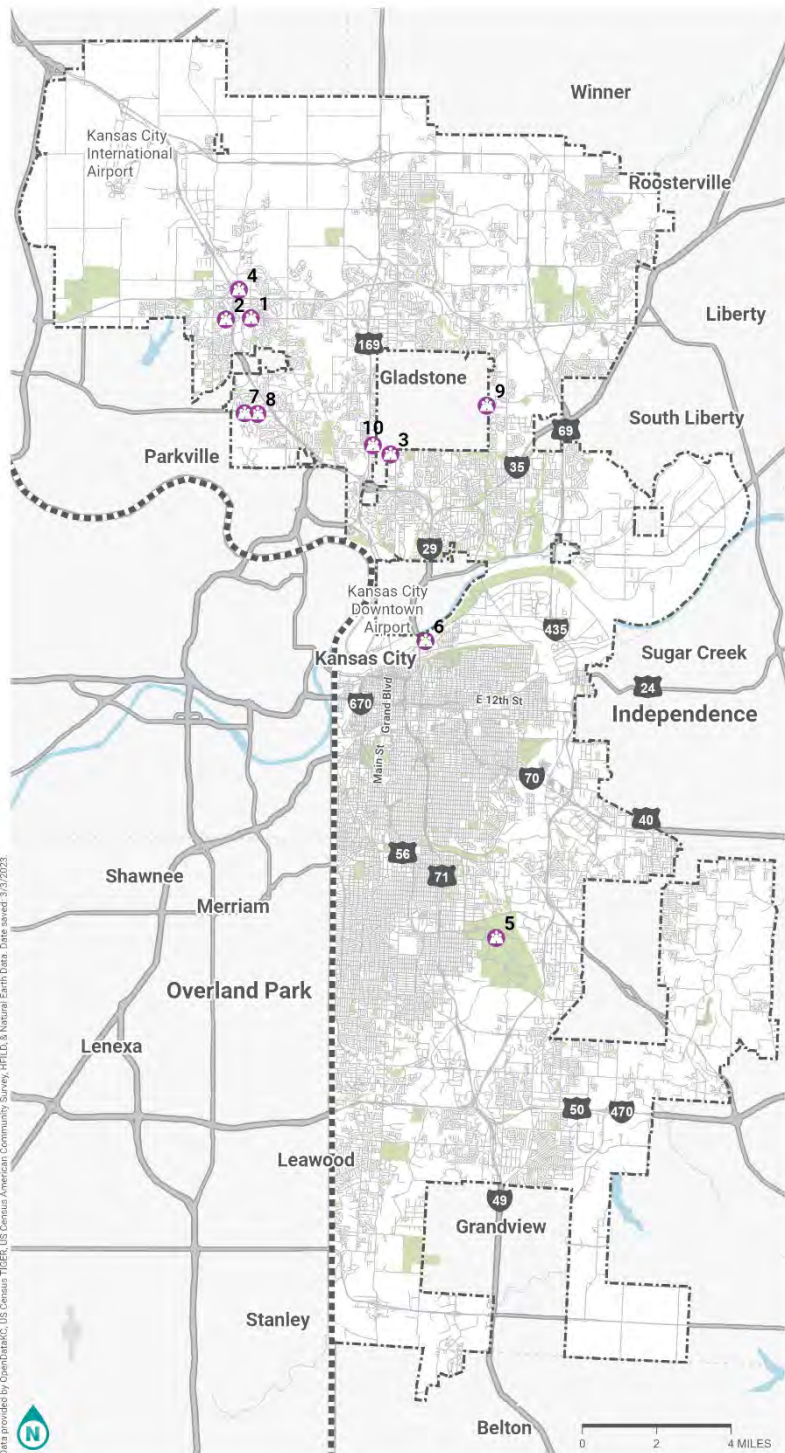 Winner
Kansas City
International
Airport
Roosterville
4
2
1
Liberty
169
Gladstone
9
7
8
South Liberty
69
10
3
Parkville
35
29
Kansas City
Downtown
Airport
6
435
Kansas City
Sugar Creek
24
E 12th St
670
Grand Blvd
Independence
Main St
70
40
56
71
Shawnee
Merriam
5
Overland Park
Lenexa
50
470
Leawood
49
Grandview
Stanley
Belton
N
0
2
4 MILES
Data provided by OpenDataKC, US Census TIGER, US Census American Community Survey, HFILD, & Natural Earth Data. Date saved: 3/3/2023